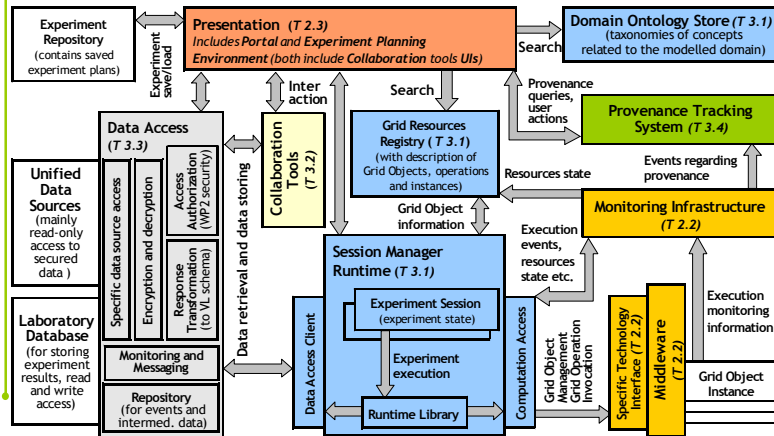 Experiment
Repository
(contains saved
experiment plans)
Experiment
save/load
Presentation (T 2.3)
Includes Portal and Experiment Planning
Environment (both include Collaboration tools UIs)
Search
Domain Ontology Store (T 3.1)
(taxonomies of concepts
related to the modelled domain)
Inter
action
Search
Provenance
queries,
user
actions
Provenance Tracking
System (T 3.4)
Data Access
(T 3.3)
Specific data source access
Encryption and decryption
Access
Authorization
(WP2 security)
Response
Transformation
(to VL schema)
Monitoring and
Messaging
Repository
(for events and
intermed. data)
Unified
Data
Sources
(mainly
read-only
access to
secured
data )
Laboratory
Database
(for storing
experiment
results, read
and write
access)
Data retrieval and data storing
Collaboration
Tools
(T 3.2)
Grid Resources
Registry (T 3.1)
(with description of
Grid Objects, operations
and instances)
Resources state
Events regarding
provenance
Monitoring Infrastructure
(T 2.2)
Grid Object
information
Execution
events,
resources
state etc.
Session Manager
Runtime (T 3.1)
Experiment Session
(experiment state)
Experiment
execution
Runtime Library
Data Access Client
Computation Access
Grid Object
Management
Grid Operation
Invocation
Specific Technology
Interface (T 2.2)
Middleware
(T 2.2)
Execution
monitoring
information
Grid Object
Instance